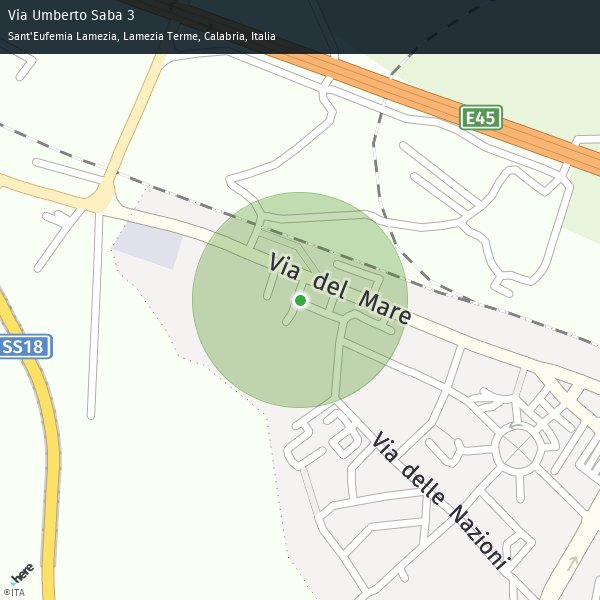 Via Umberto Saba 3
Sant'Eufemia Lamezia, Lamezia Terme, Calabria, Italia
E45
Via del Mare
SS18
Via delle Nazioni
here
©ITA